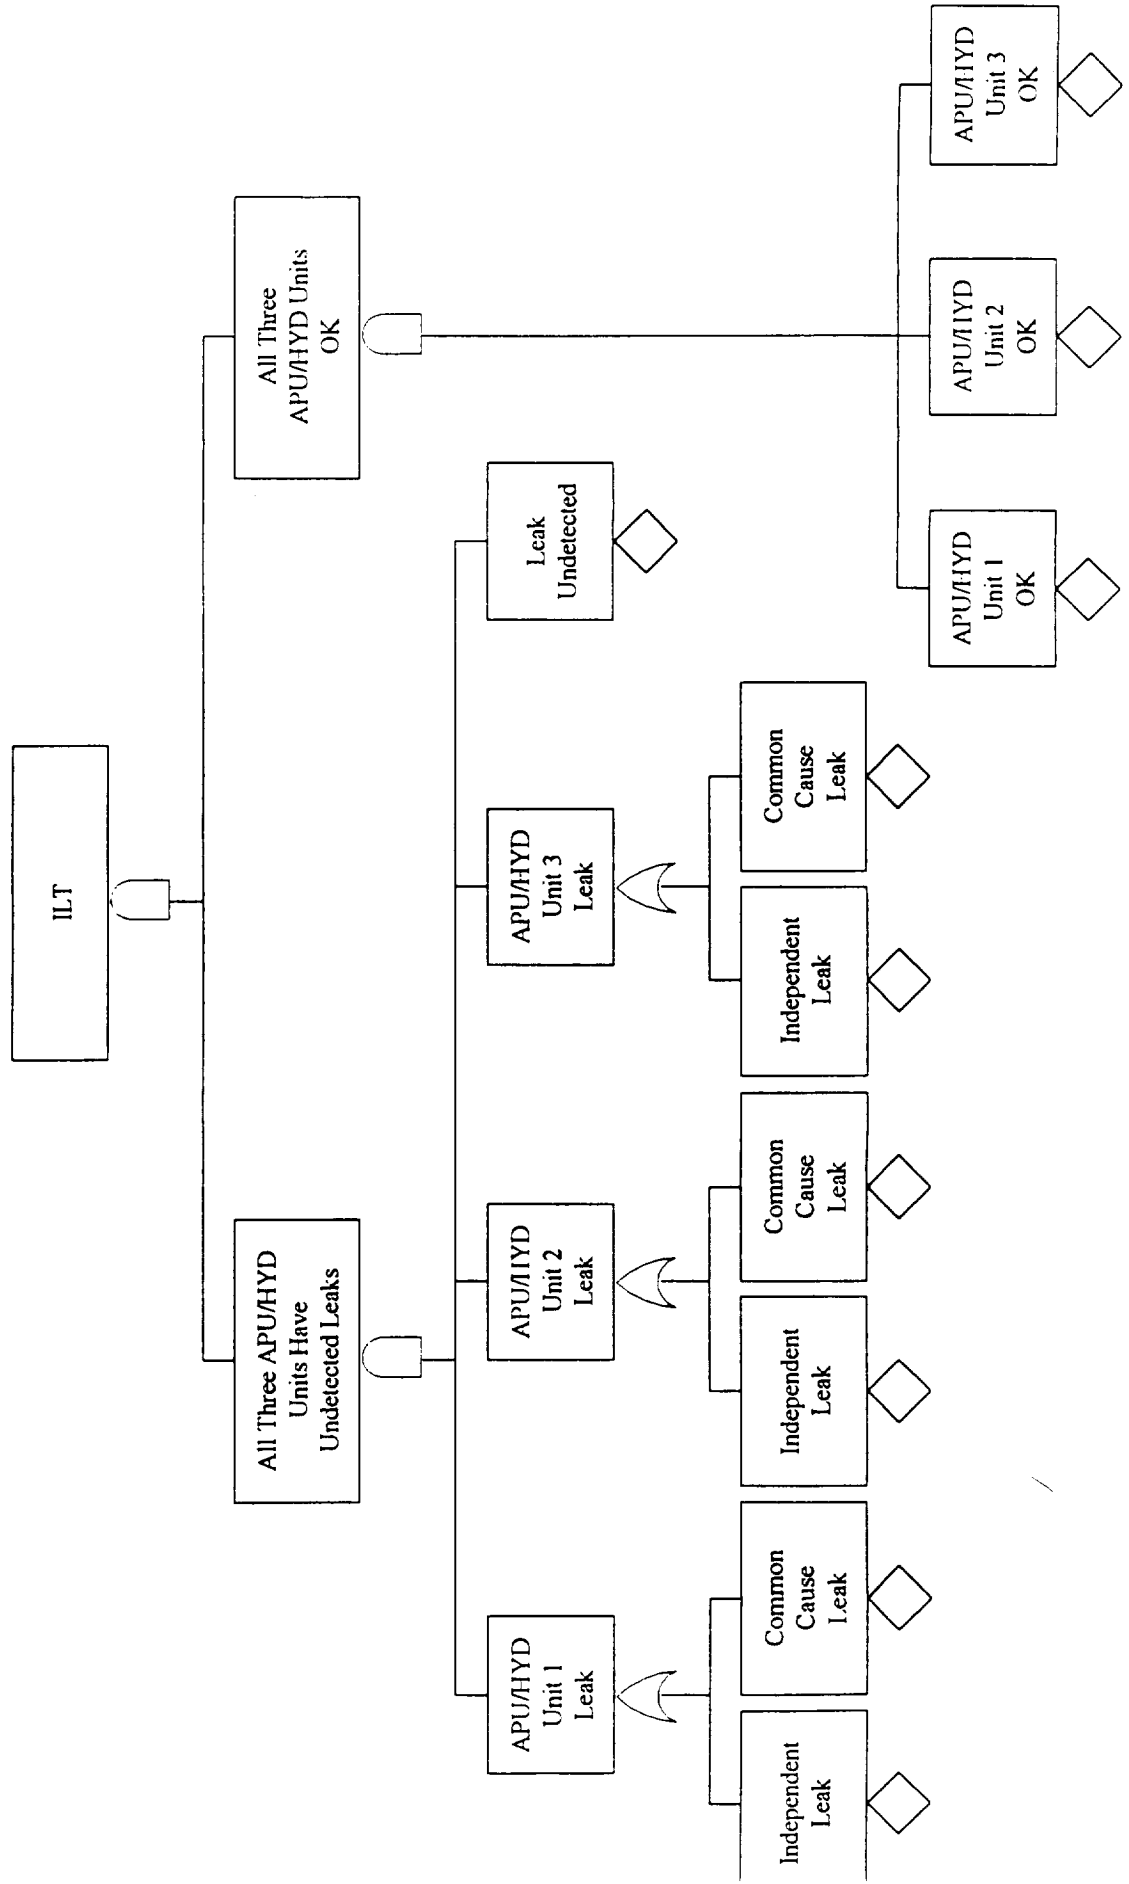 ILT
All Three APU/HYD
Units Have
Undetected Leaks
All Three
APU/HYD Units
OK
APU/HYD
Unit 1
Leak
APU/HYD
Unit 2
Leak
APU/HYD
Unit 3
Leak
Leak
Undetected
Independent
Leak
Common
Cause
Leak
Independent
Leak
Common
Cause
Leak
Independent
Leak
Common
Cause
Leak
APU/HYD
Unit 1
OK
APU/HYD
Unit 2
OK
APU/HYD
Unit 3
OK